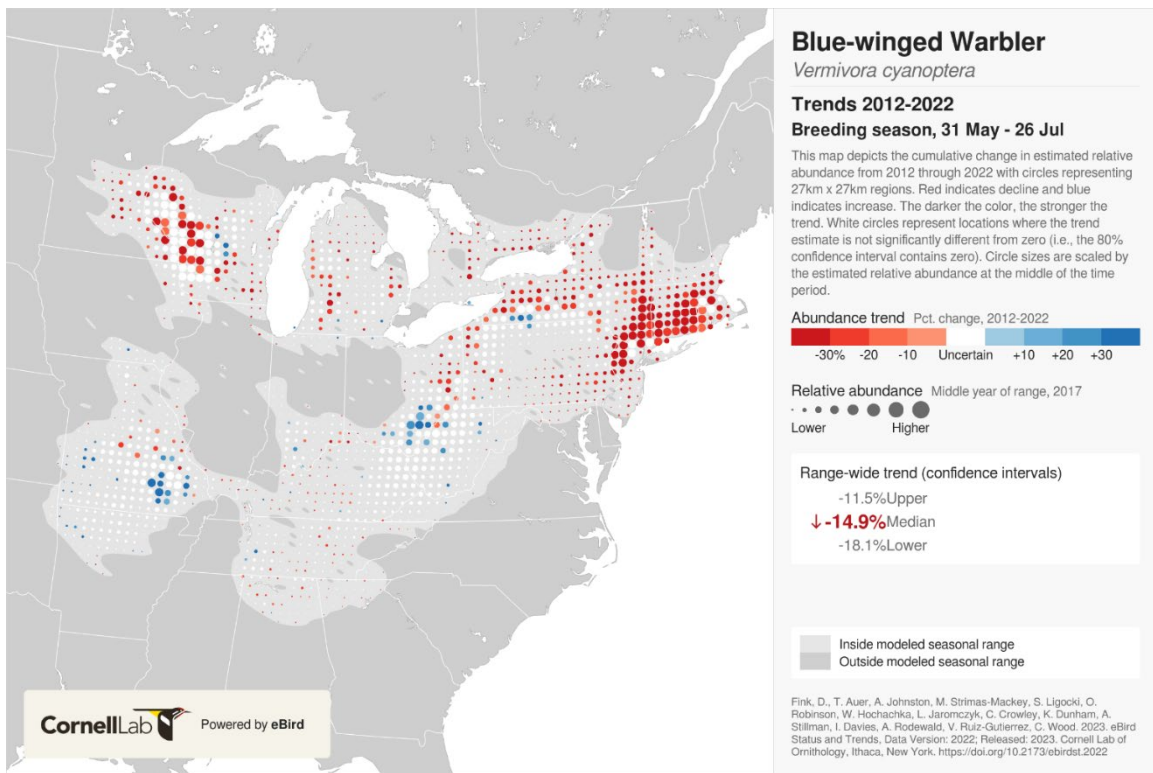 Blue-winged Warbler
Vermivora cyanoptera
Trends 2012-2022
Breeding season, 31 May - 26 Jul
This map depicts the cumulative change in estimated relative
abundance from 2012 through 2022 with circles representing
27km x 27km regions. Red indicates decline and blue
indicates increase. The darker the color, the stronger the
trend. White circles represent locations where the trend
estimate is not significantly different from zero (i.e., the 80%
confidence interval contains zero). Circle sizes are scaled by
the estimated relative abundance at the middle of the time
period.
Abundance trend Pct. change, 2012-2022
-30% -20 -10 Uncertain +10 +20 +30
Relative abundance Middle year of range, 2017
Lower Higher
Range-wide trend (confidence intervals)
-11.5%Upper
↓-14.9%Median
-18.1%Lower
Inside modeled seasonal range
Outside modeled seasonal range
Fink, D., T. Auer, A. Johnston, M. Strimas-Mackey, S. Ligocki, O.
Robinson, W. Hochachka, L. Jaromczyk, C. Crowley, K. Dunham, A.
Stillman, I. Davies, A. Rodewald, V. Ruiz-Gutierrez, C. Wood. 2023. eBird
Status and Trends, Data Version: 2022; Released: 2023. Cornell Lab of
Ornithology, Ithaca, New York. https://doi.org/10.2173/ebirdst.2022
CornellLab Powered by eBird